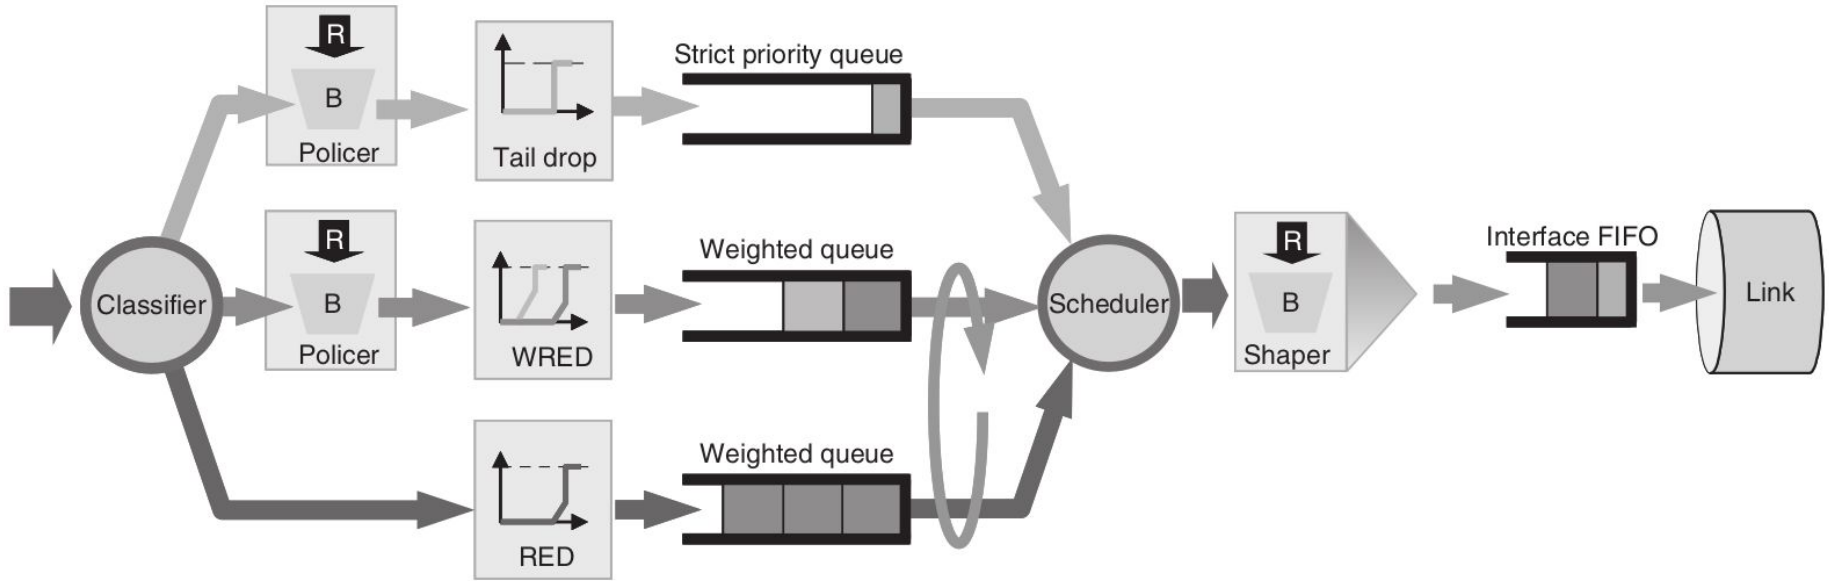 R
B
Policer
Tail drop
Strict priority queue
Classifier
R
B
Policer
WRED
Weighted queue
RED
Weighted queue
Scheduler
R
B
Shaper
Interface FIFO
Link